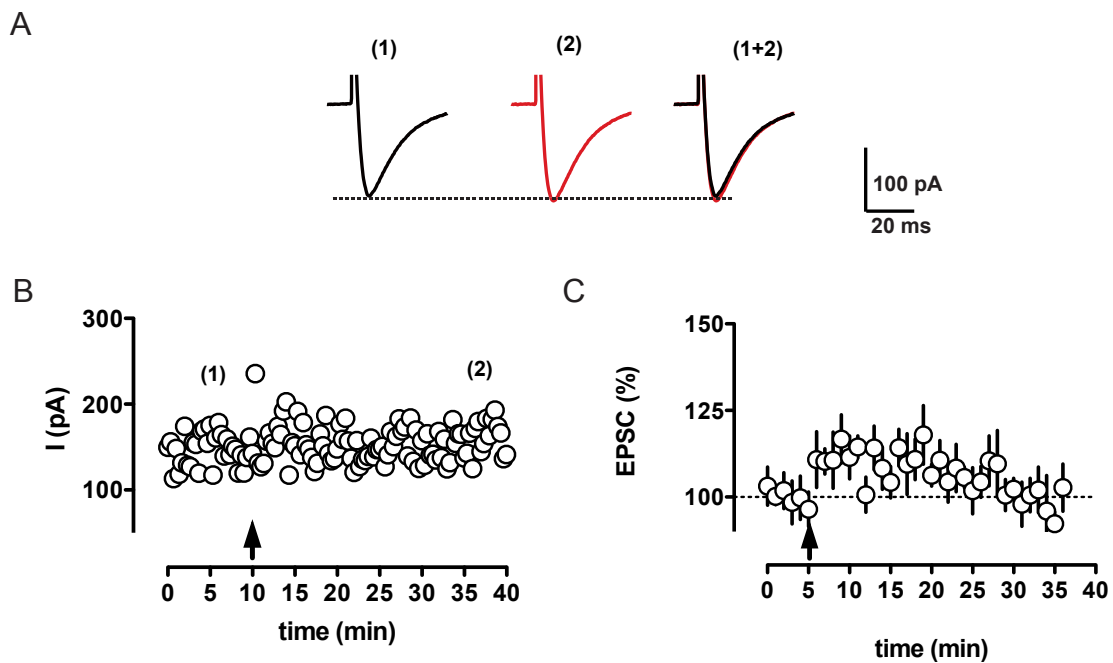 A
(1) (2) (1+2)
100 pA
20 ms
B
300
200
100
I (pA)
(1) (2)
0 5 10 15 20 25 30 35 40
time (min)
C
150
125
100
EPSC (%)
0 5 10 15 20 25 30 35 40
time (min)